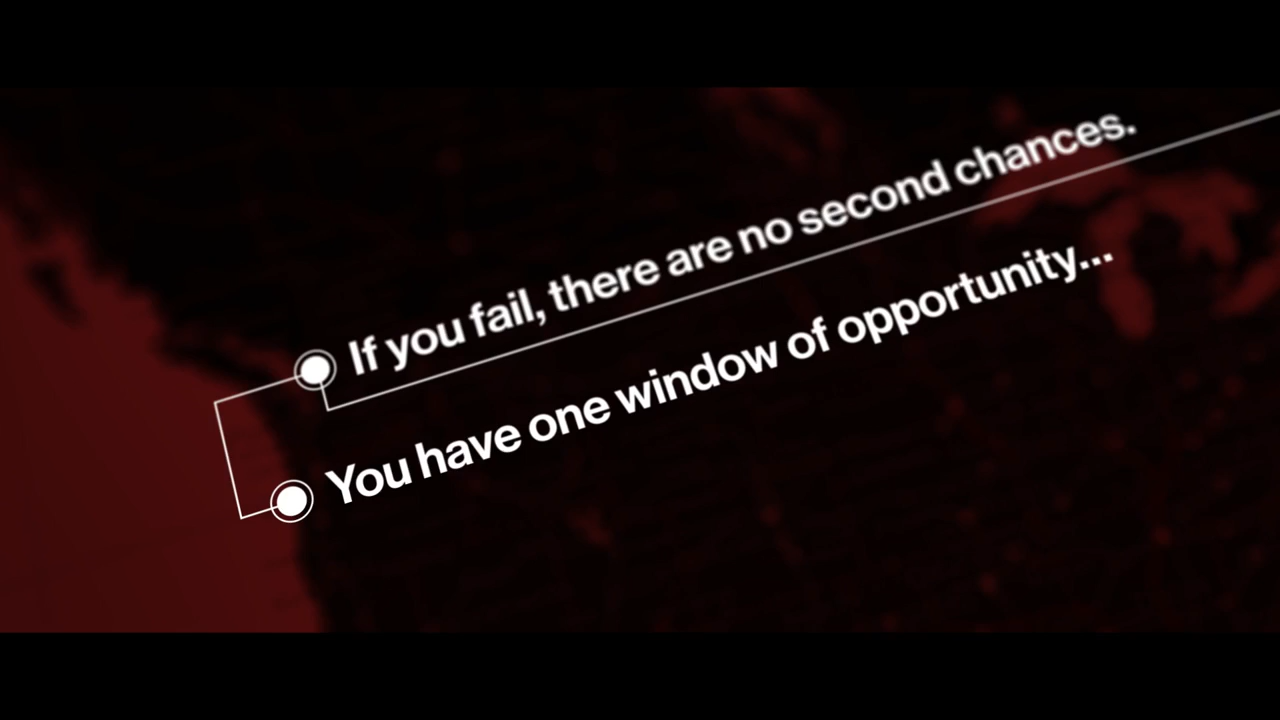 If you fail, there are no second chances.
You have one window of opportunity...